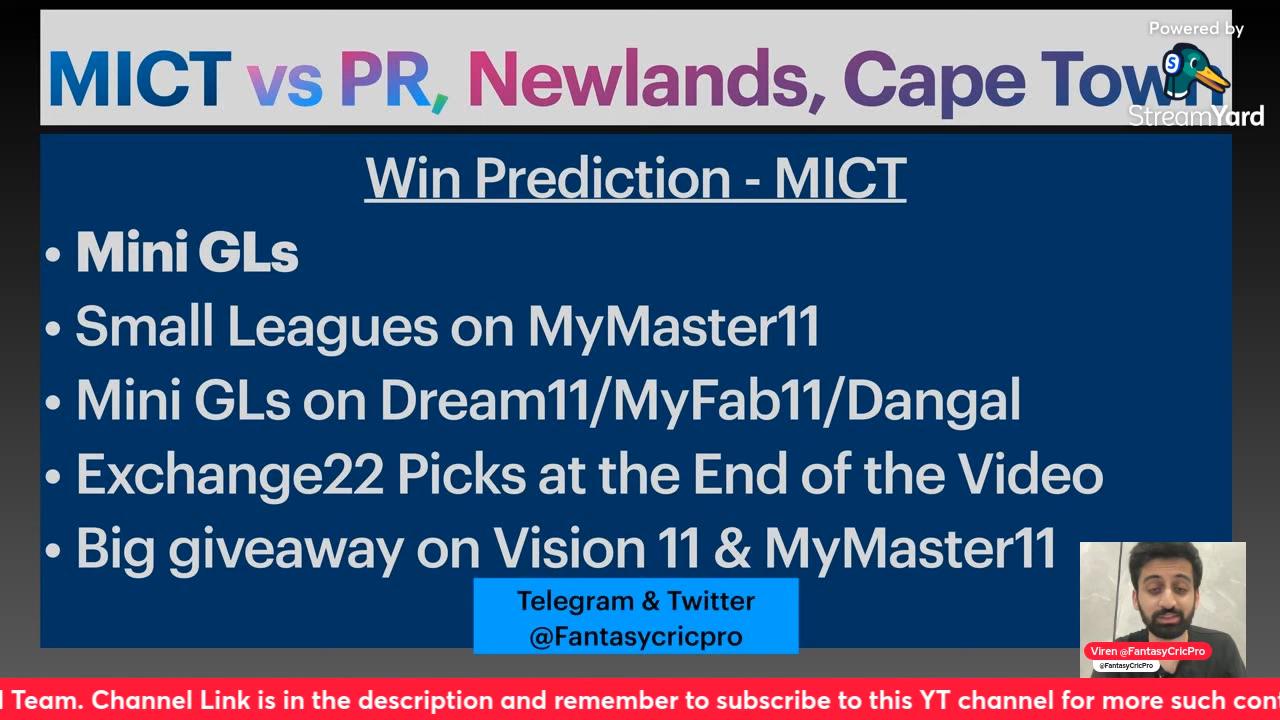 Powered by
MICT vs PR, Newlands, Cape Town
S
StreamYard
Win Prediction - MICT
• Mini GLs
• Small Leagues on MyMaster11
• Mini GLs on Dream11/MyFab11/Dangal
• Exchange22 Picks at the End of the Video
• Big giveaway on Vision 11 & MyMaster11
Telegram & Twitter
@Fantasycricpro
Viren @FantasyCricPro
@FantasyCricPro
Team. Channel Link is in the description and remember to subscribe to this YT channel for more such